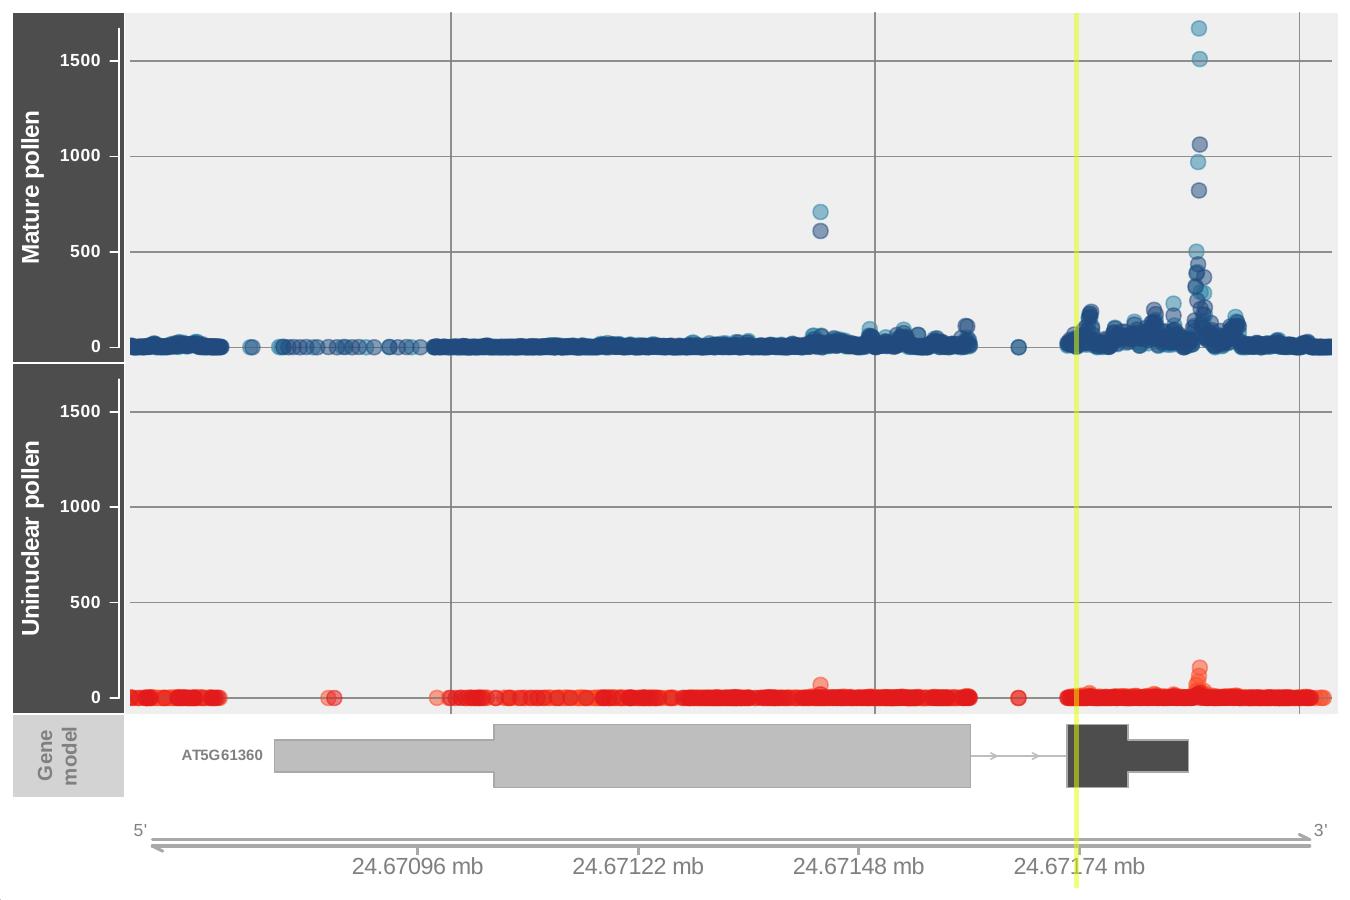 Mature pollen
1500
1000
500
0
Uninuclear pollen
1500
1000
500
0
Gene
model
AT5G61360
5'
3'
24.67096 mb
24.67122 mb
24.67148 mb
24.67174 mb